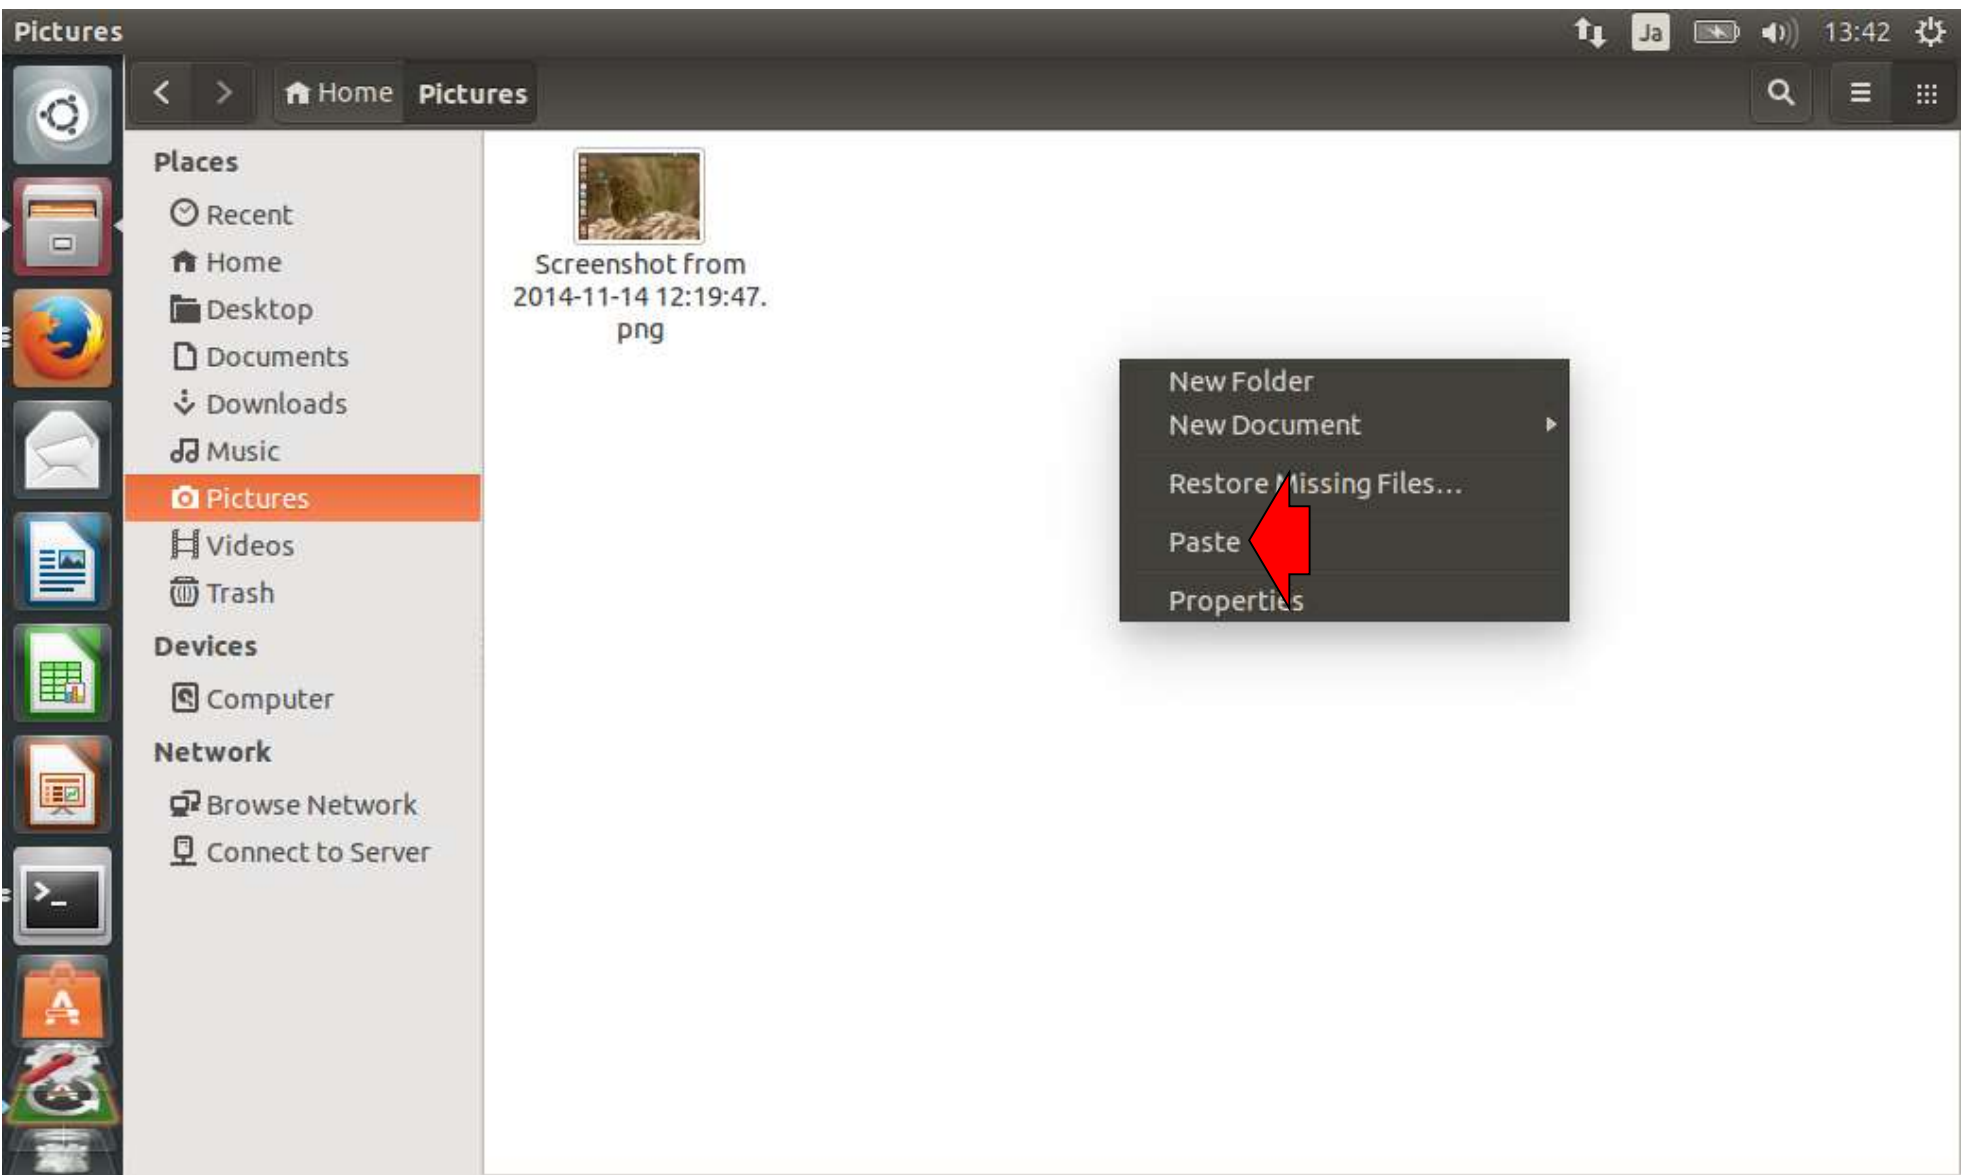 Pictures
Ja
13:42
Home
Pictures
Places
Recent
Home
Desktop
Documents
Downloads
Music
Pictures
Videos
Trash
Devices
Computer
Network
Browse Network
Connect to Server
Screenshot from
2014-11-14 12:19:47.
png
New Folder
New Document
Restore Missing Files...
Paste
Properties